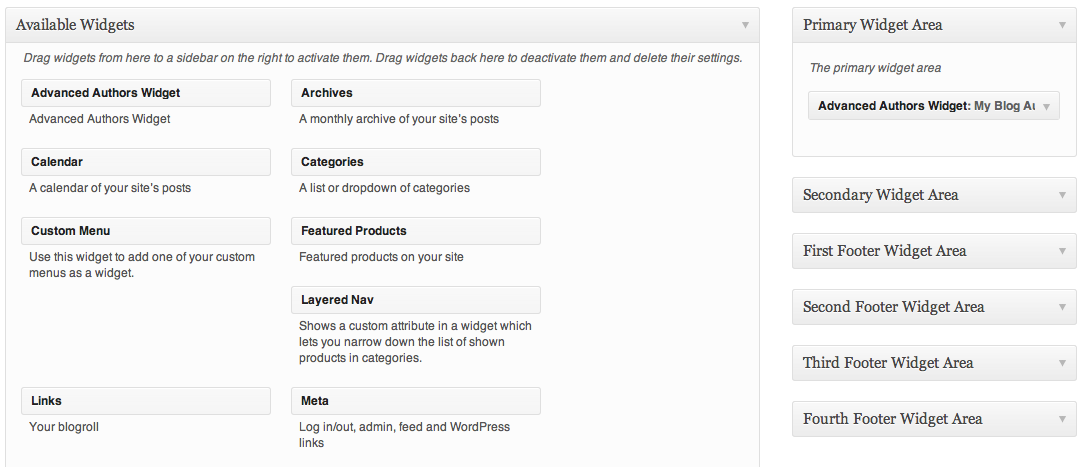 Available Widgets
Drag widgets from here to a sidebar on the right to activate them. Drag widgets back here to deactivate them and delete their settings.
Advanced Authors Widget
Advanced Authors Widget
Archives
A monthly archive of your site's posts
Calendar
A calendar of your site's posts
Categories
A list or dropdown of categories
Custom Menu
Use this widget to add one of your custom
menus as a widget.
Featured Products
Featured products on your site
Layered Nav
Shows a custom attribute in a widget which
lets you narrow down the list of shown
products in categories.
Links
Your blogroll
Meta
Log in/out, admin, feed and WordPress
links
Primary Widget Area
The primary widget area
Advanced Authors Widget: My Blog
Secondary Widget Area
First Footer Widget Area
Second Footer Widget Area
Third Footer Widget Area
Fourth Footer Widget Area